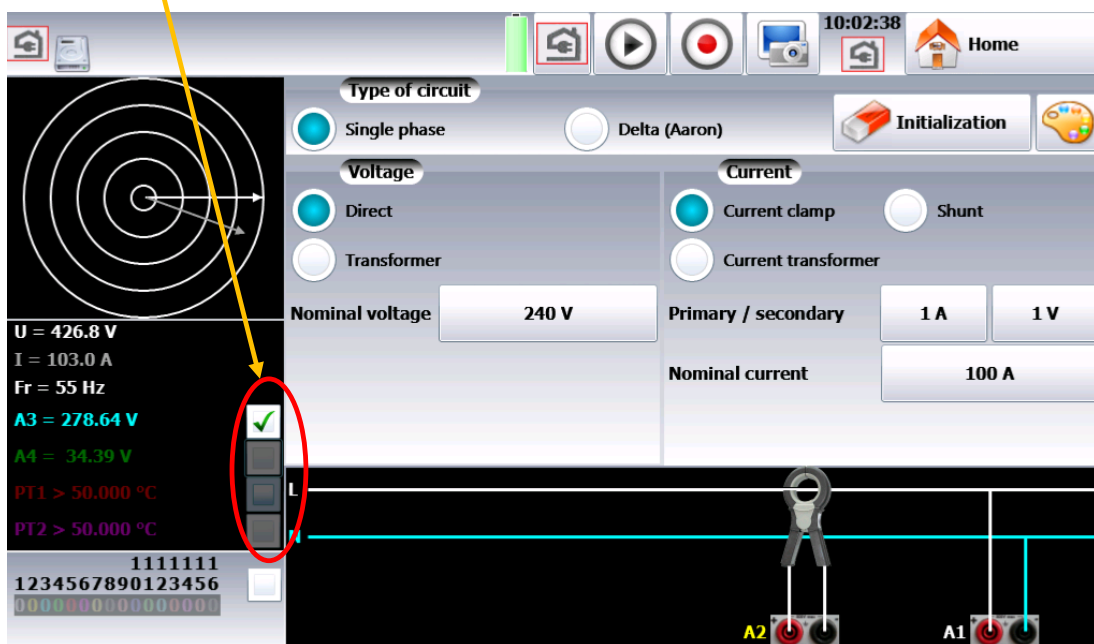 10:02:38
Home
Type of circuit
Single phase
Delta (Aaron)
Initialization
Voltage
Current
Direct
Current clamp
Shunt
Transformer
Current transformer
Nominal voltage
240 V
Primary / secondary
1 A
1 V
Nominal current
100 A
U = 426.8 V
I = 103.0 A
Fr = 55 Hz
A3 = 278.64 V
A4 = 34.39 V
PT1 > 50.000 °C
PT2 > 50.000 °C
1111111
1234567890123456
0000000000000000
L
N
A2
A1